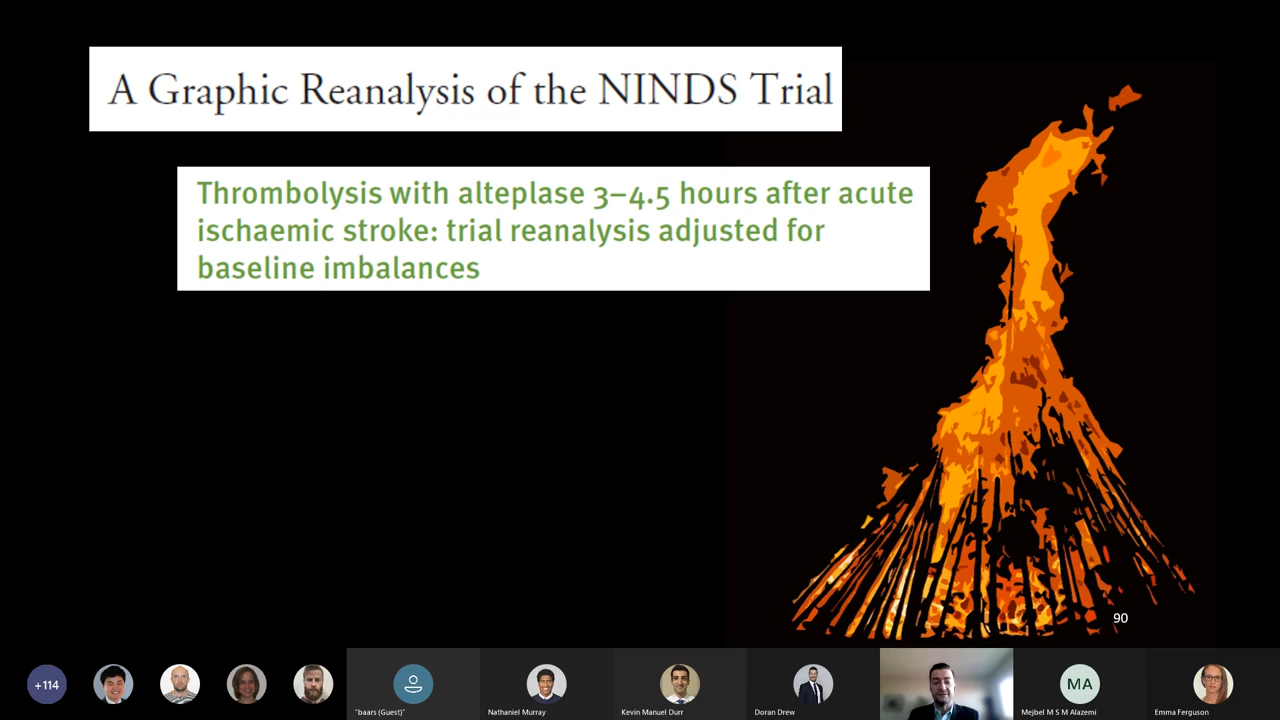 A Graphic Reanalysis of the NINDS Trial
Thrombolysis with alteplase 3–4.5 hours after acute
ischaemic stroke: trial reanalysis adjusted for
baseline imbalances
90
+114
"baars (Guest)"
Nathaniel Murray
Kevin Manuel Durr
Doran Drew
MA
Mejbel M S M Alazemi
Emma Ferguson